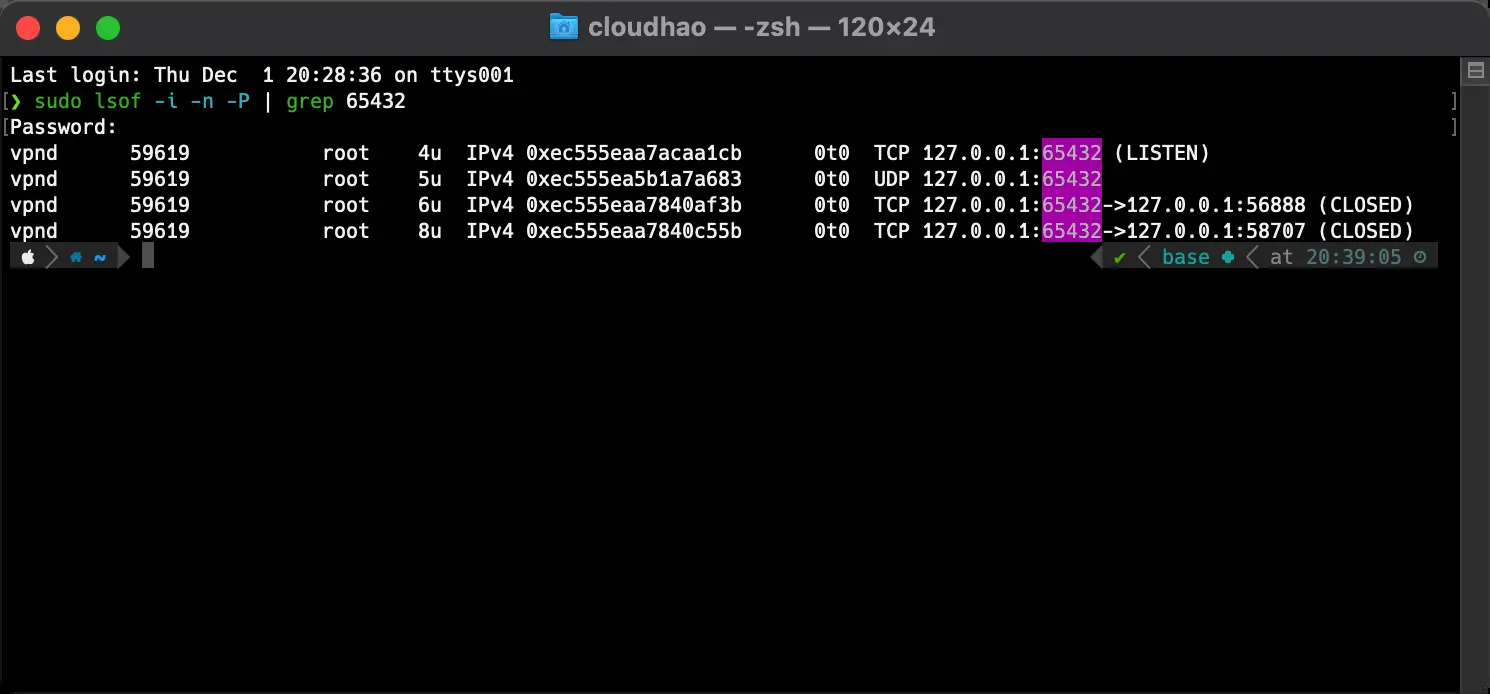 cloudhao — -zsh — 120×24
Last login: Thu Dec  1 20:28:36 on ttys001
[❯ sudo lsof -i -n -P | grep 65432 ]
[Password: ]
vpnd      59619           root    4u  IPv4 0xec555eaa7acaa1cb      0t0  TCP 127.0.0.1:65432 (LISTEN)
vpnd      59619           root    5u  IPv4 0xec555ea5b1a7a683      0t0  UDP 127.0.0.1:65432
vpnd      59619           root    6u  IPv4 0xec555eaa7840af3b      0t0  TCP 127.0.0.1:65432->127.0.0.1:56888 (CLOSED)
vpnd      59619           root    8u  IPv4 0xec555eaa7840c55b      0t0  TCP 127.0.0.1:65432->127.0.0.1:58707 (CLOSED)
~ ✔ base at 20:39:05